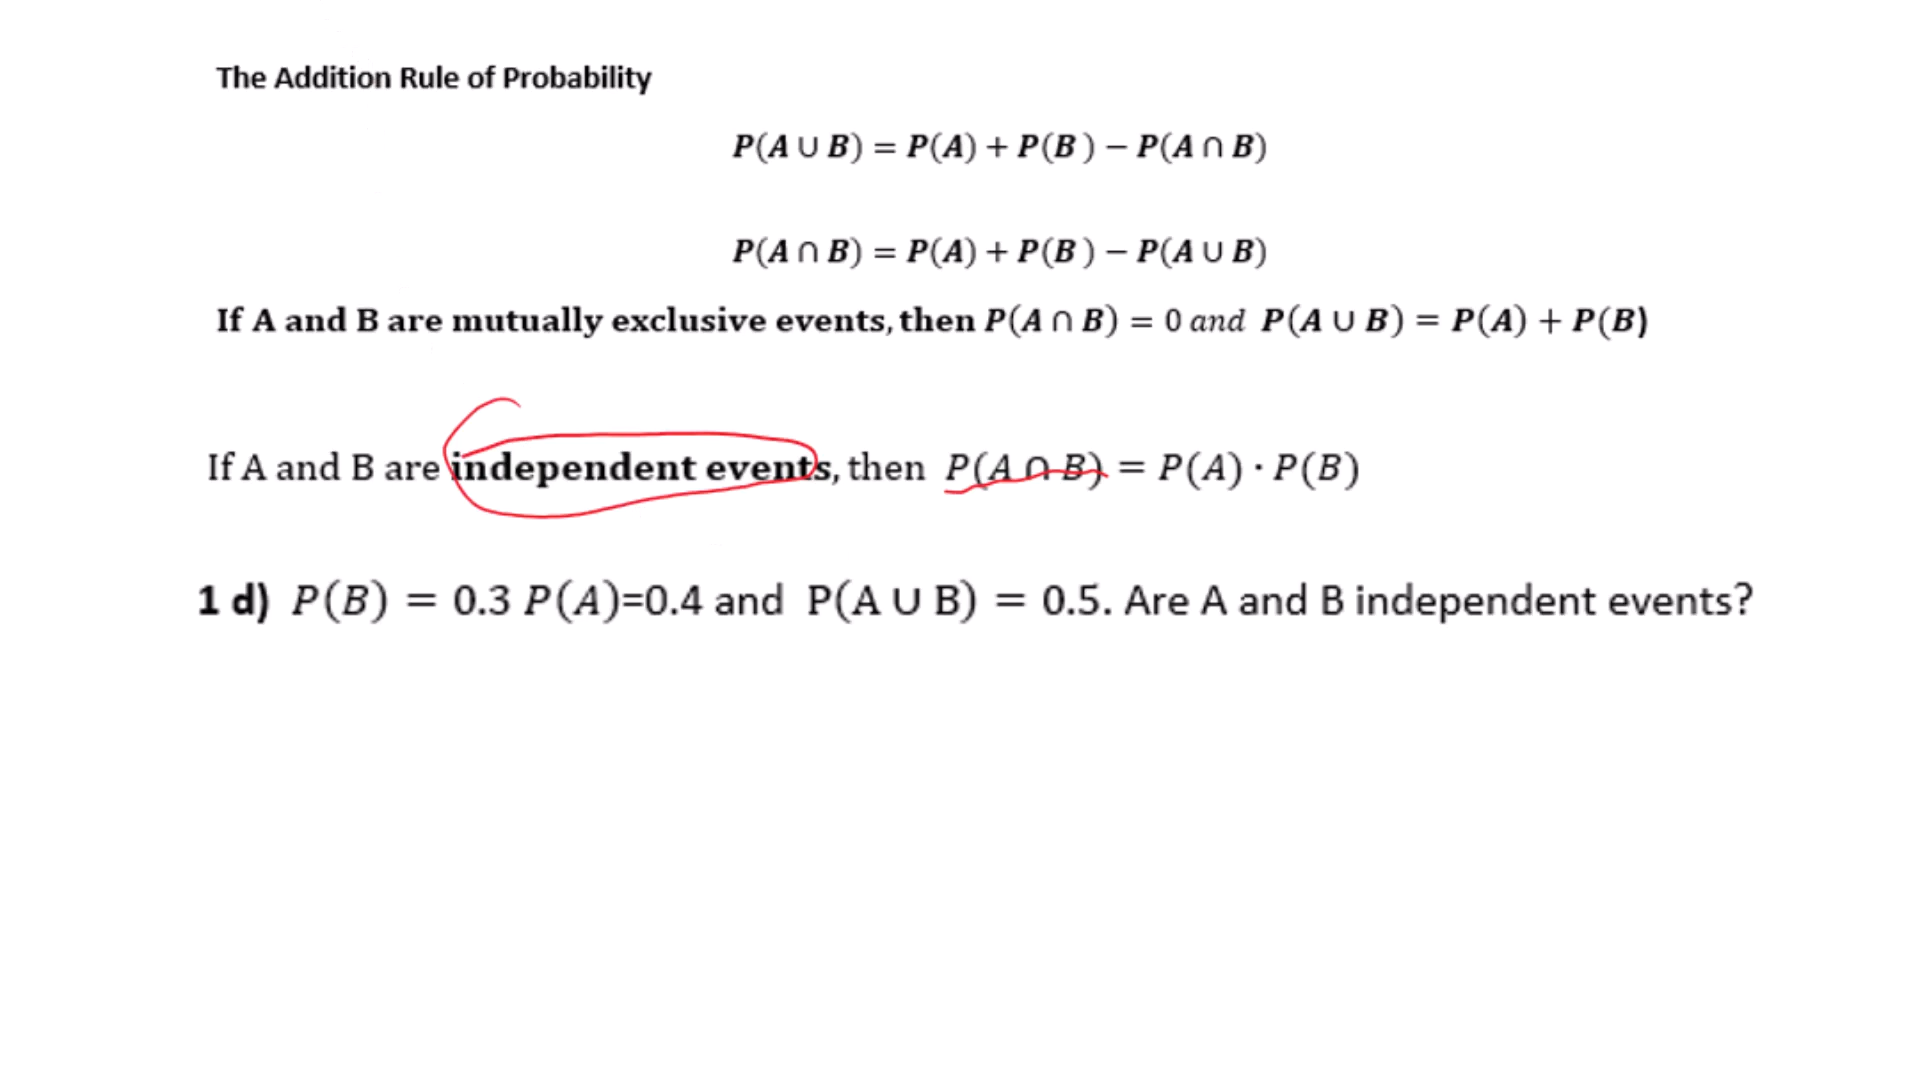 The Addition Rule of Probability
P(A ∪ B) = P(A) + P(B ) − P(A ∩ B)
P(A ∩ B) = P(A) + P(B ) − P(A ∪ B)
If A and B are mutually exclusive events, then P(A ∩ B) = 0 and P(A ∪ B) = P(A) + P(B)
If A and B are independent events, then P(A ∩ B) = P(A) · P(B)
1 d) P(B) = 0.3 P(A)=0.4 and P(A ∪ B) = 0.5. Are A and B independent events?